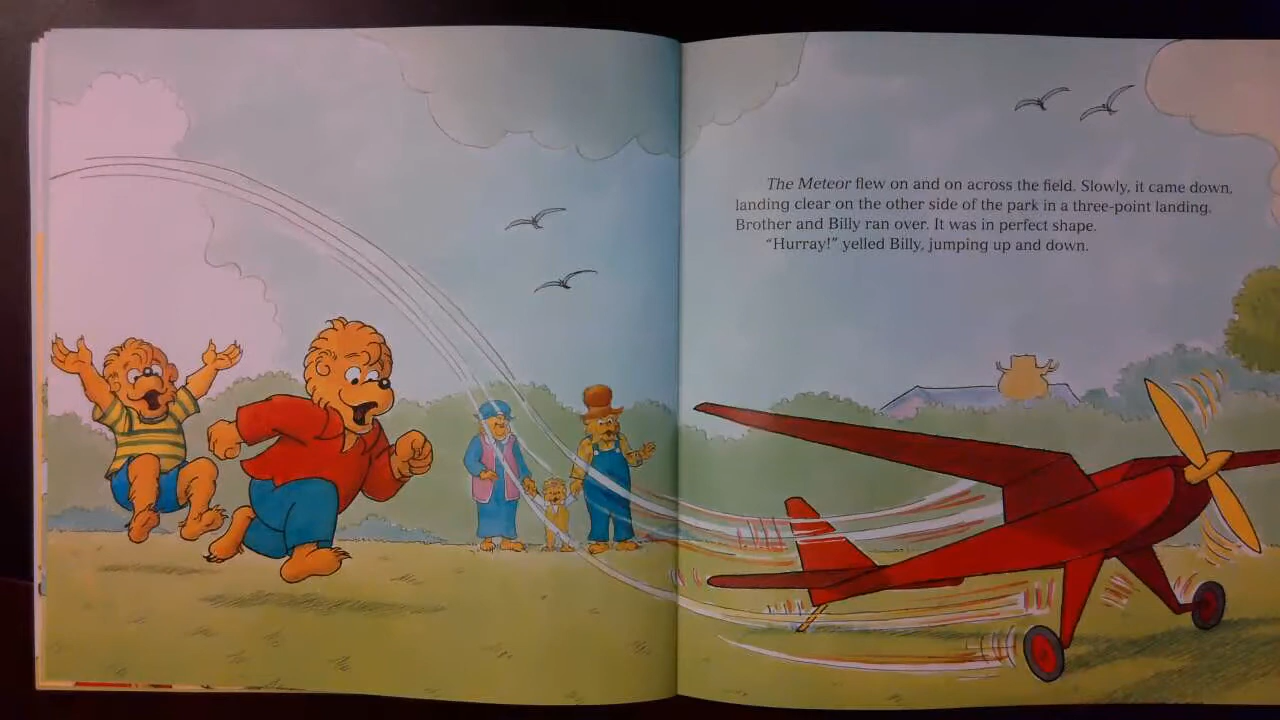 The Meteor flew on and on across the field. Slowly, it came down,
landing clear on the other side of the park in a three-point landing.
Brother and Billy ran over. It was in perfect shape.
“Hurray!” yelled Billy, jumping up and down.